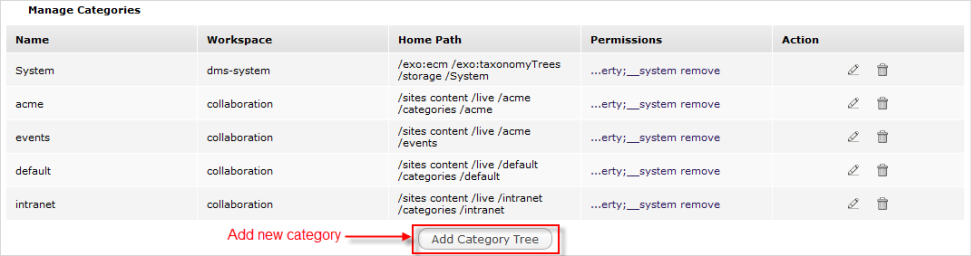 Manage Categories
Name Workspace Home Path Permissions Action
System dms-system /exo:ecm /exo:taxonomyTrees /storage /System ...erty;__system remove
acme collaboration /sites content /live /acme /categories /acme ...erty;__system remove
events collaboration /sites content /live /acme /events ...erty;__system remove
default collaboration /sites content /live /default /categories /default ...erty;__system remove
intranet collaboration /sites content /live /intranet /categories /intranet ...erty;__system remove
Add new category Add Category Tree